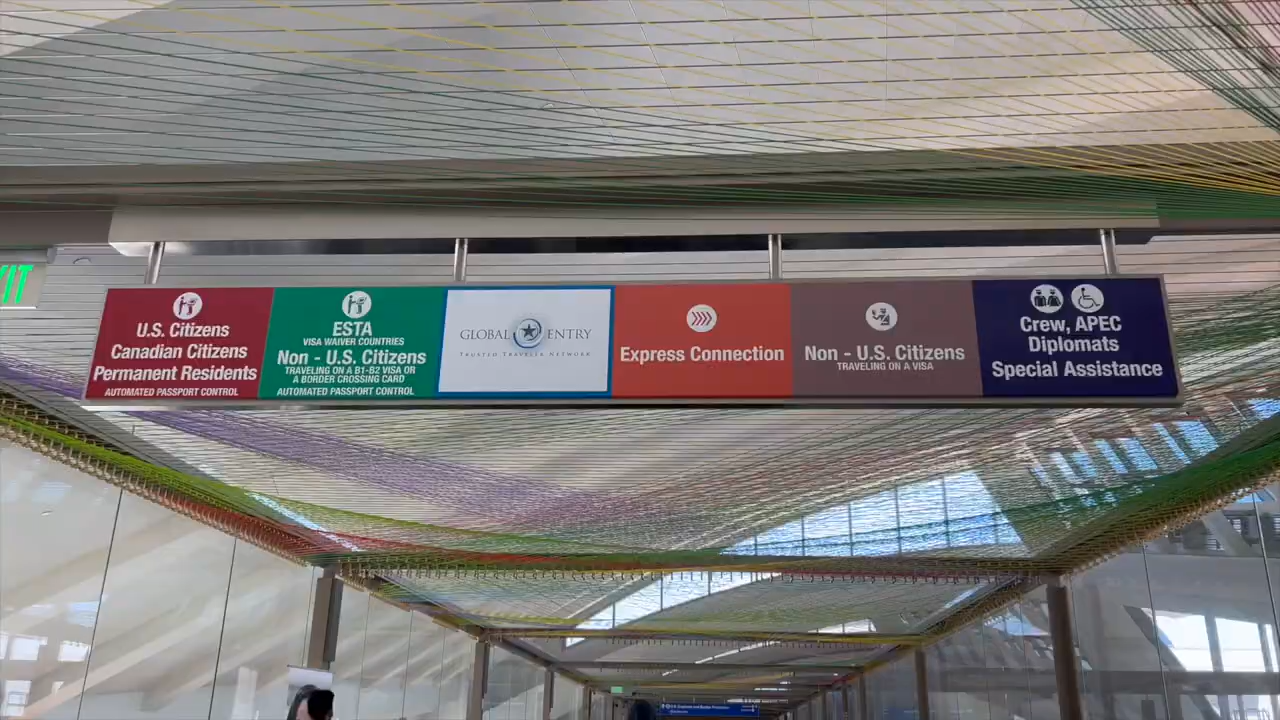 XIT
U.S. Citizens
Canadian Citizens
Permanent Residents
AUTOMATED PASSPORT CONTROL
ESTA
VISA WAIVER COUNTRIES
Non - U.S. Citizens
TRAVELING ON A B1-B2 VISA OR
A BORDER CROSSING CARD
AUTOMATED PASSPORT CONTROL
GLOBAL ENTRY
TRUSTED TRAVELER NETWORK
Express Connection
Non - U.S. Citizens
TRAVELING ON A VISA
Crew, APEC
Diplomats
Special Assistance